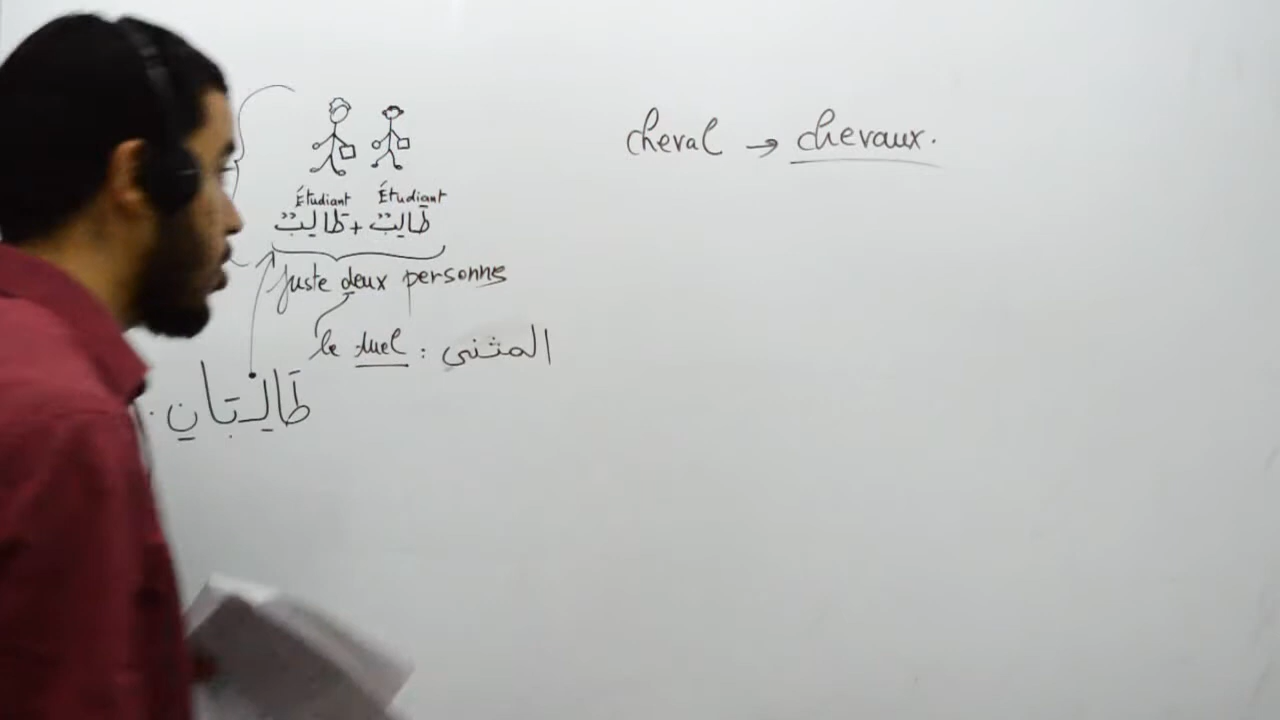 cheval → chevaux.
Étudiant Étudiant
طَالِبٌ + طَالِبٌ
Juste deux personnes
le duel : المثنى
طَالِبَانِ